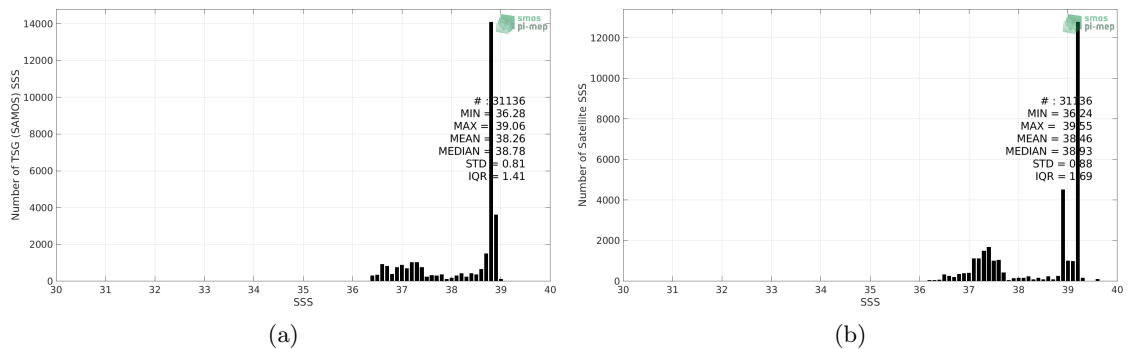 smos
pi-mep
14000
12000
10000
8000
6000
4000
2000
0
Number of TSG (SAMOS) SSS
# : 31136
MIN = 36.28
MAX = 39.06
MEAN = 38.26
MEDIAN = 38.78
STD = 0.81
IQR = 1.41
30 31 32 33 34 35 36 37 38 39 40
SSS
(a)
smos
pi-mep
12000
10000
8000
6000
4000
2000
0
Number of Satellite SSS
# : 31136
MIN = 36.24
MAX = 39.55
MEAN = 38.46
MEDIAN = 38.93
STD = 0.88
IQR = 1.69
30 31 32 33 34 35 36 37 38 39 40
SSS
(b)